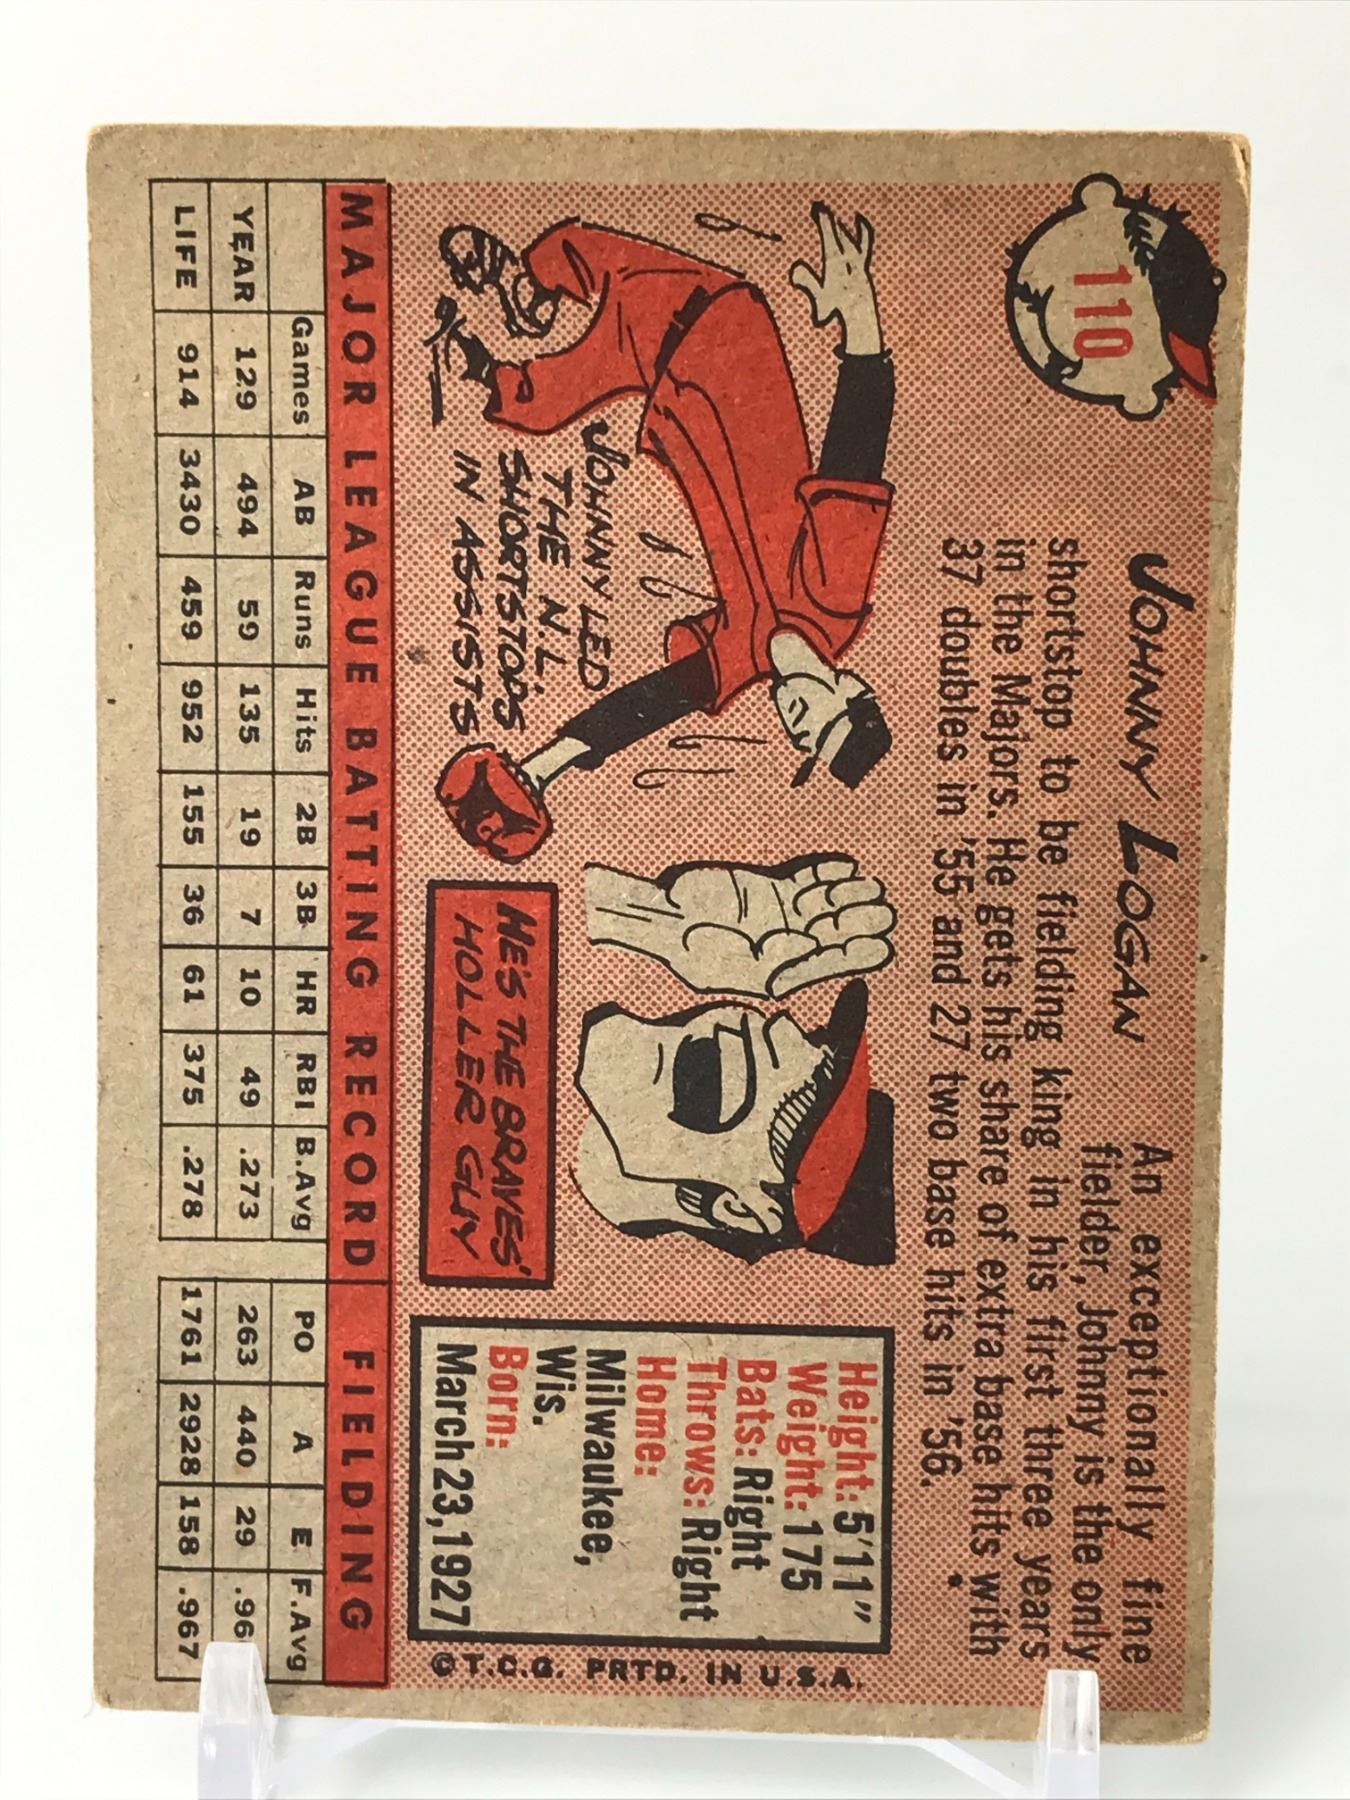 110
JOHNNY LOGAN
An exceptionally fine
fielder, Johnny is the only
shortstop to be fielding king in his first three years
in the Majors. He gets his share of extra base hits with
37 doubles in '55 and 27 two base hits in '56.
JOHNNY LED
THE N.L.
SHORTSTOPS
IN ASSISTS
HE'S THE BRAVES'
HOLLER GUY
Height: 5'11"
Weight: 175
Bats: Right
Throws: Right
Home:
Milwaukee,
Wis.
Born:
March 23, 1927
© T.C.G. PRTD. IN U.S.A.
MAJOR LEAGUE BATTING RECORD FIELDING
Games AB Runs Hits 2B 3B HR RBI B.Avg PO A E F.Avg
YEAR 129 494 59 135 19 7 10 49 .273 263 440 29 .96
LIFE 914 3430 459 952 155 36 61 375 .278 1761 2928 158 .967